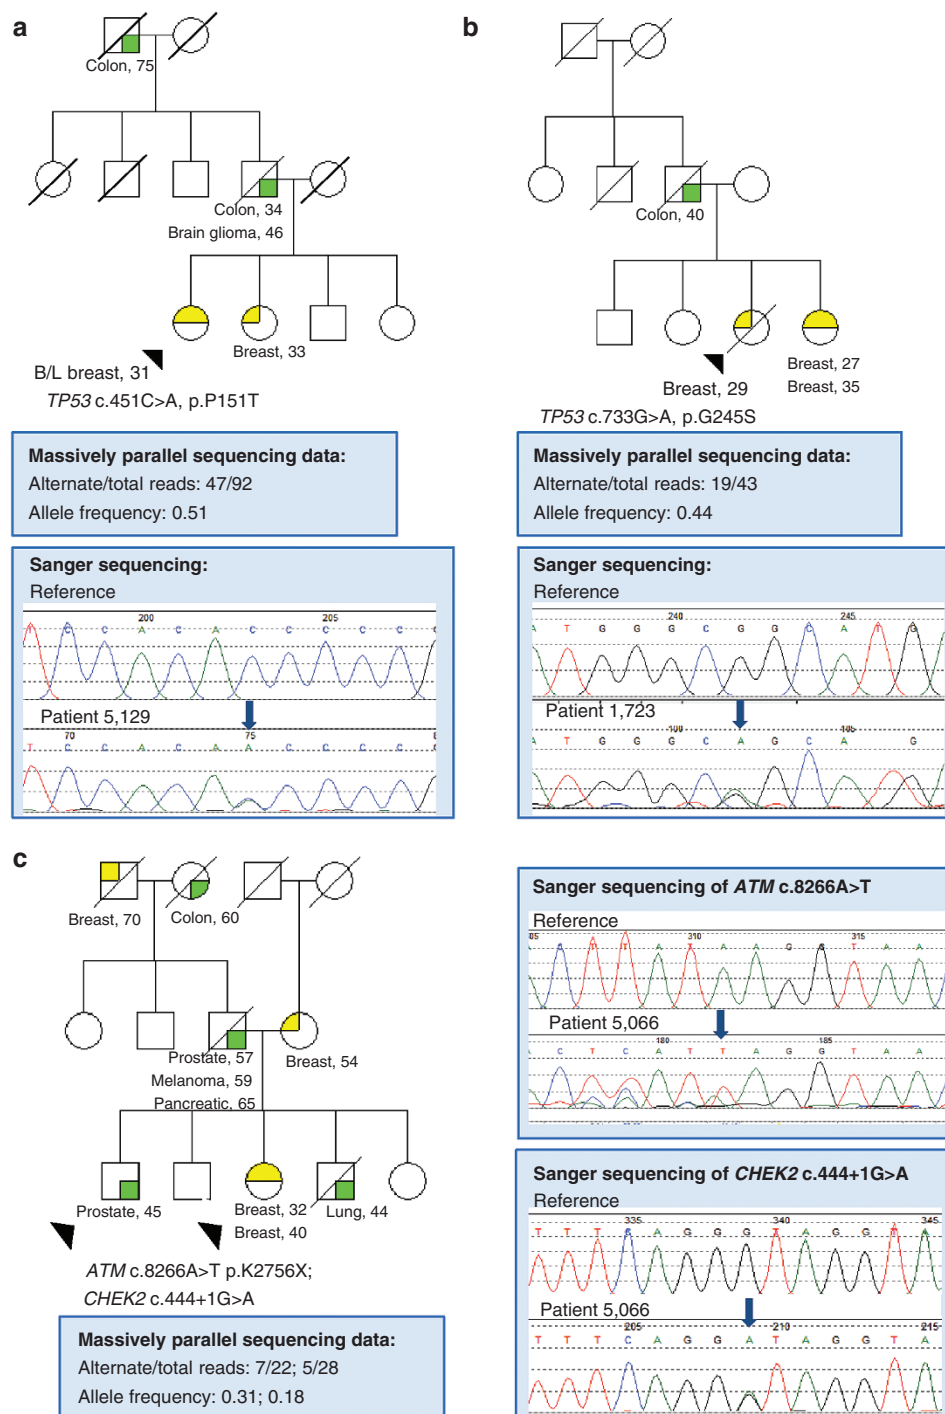 a
Colon, 75
Colon, 34
Brain glioma, 46
Breast, 33
B/L breast, 31
TP53 c.451C>A, p.P151T
Massively parallel sequencing data:
Alternate/total reads: 47/92
Allele frequency: 0.51
Sanger sequencing:
Reference
200 205
T C C A C A C C C C C
Patient 5,129
70 75
T C C A C A A C C C C
b
Colon, 40
Breast, 27
Breast, 35
Breast, 29
TP53 c.733G>A, p.G245S
Massively parallel sequencing data:
Alternate/total reads: 19/43
Allele frequency: 0.44
Sanger sequencing:
Reference
240 245
A T G G G C G G C A T G
Patient 1,723
100 105
A T G G G C A G C A G
c
Breast, 70
Colon, 60
Prostate, 57
Melanoma, 59
Pancreatic, 65
Breast, 54
Prostate, 45
Breast, 32
Breast, 40
Lung, 44
ATM c.8266A>T p.K2756X;
CHEK2 c.444+1G>A
Massively parallel sequencing data:
Alternate/total reads: 7/22; 5/28
Allele frequency: 0.31; 0.18
Sanger sequencing of ATM c.8266A>T
Reference
310 315
C T T A T A A G C T A A
Patient 5,066
180 185
A C T C A T T A G G T A A
Sanger sequencing of CHEK2 c.444+1G>A
Reference
335 340 345
T T T C A G G G T A G G T A
Patient 5,066
205 210 215
T T T C A G G A T A G G T A